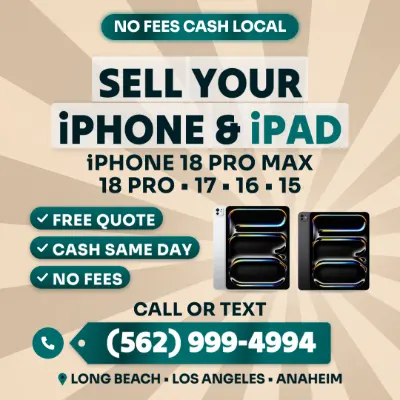 NO FEES CASH LOCAL
SELL YOUR
iPHONE & iPAD
iPHONE 18 PRO MAX
18 PRO ▪ 17 ▪ 16 ▪ 15
FREE QUOTE
CASH SAME DAY
NO FEES
CALL OR TEXT
(562) 999-4994
LONG BEACH ▪ LOS ANGELES ▪ ANAHEIM